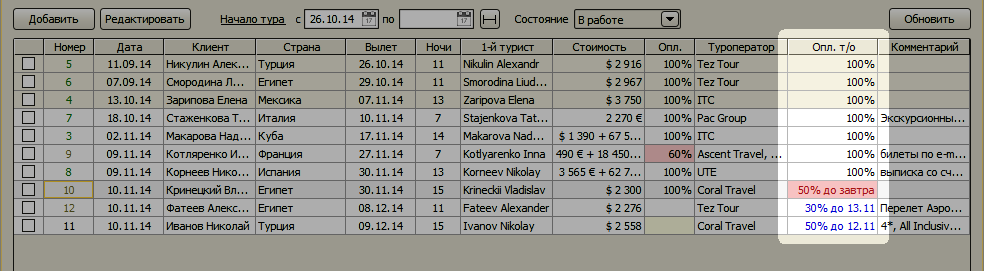 Добавить Редактировать Начало тура с 26.10.14 по Состояние В работе Обновить
Номер Дата Клиент Страна Вылет Ночи 1-й турист Стоимость Опл. Туроператор Опл. т/о Комментарий
5 11.09.14 Никулин Алек... Турция 26.10.14 11 Nikulin Alexandr $ 2 916 100% Tez Tour 100%
6 07.09.14 Смородина Л... Египет 29.10.14 11 Smorodina Liud... $ 2 967 100% Tez Tour 100%
4 13.10.14 Зарипова Елена Мексика 07.11.14 13 Zaripova Elena $ 3 750 100% ITC 100%
7 18.10.14 Стаженкова Т... Италия 10.11.14 7 Stajenkova Tat... 2 270 € 100% Pac Group 100% Экскурсионны...
3 02.11.14 Макарова Над... Куба 17.11.14 14 Makarova Nad... $ 1 390 + 67 5... 100% ITC 100%
9 09.11.14 Котляренко И... Франция 27.11.14 7 Kotlyarenko Inna 490 € + 18 450... 60% Ascent Travel, ... 100% билеты по e-m...
8 09.11.14 Корнеев Нико... Испания 30.11.14 13 Korneev Nikolay 3 565 € + 62 7... 100% UTE 100% выписка со сч...
10 10.11.14 Кринецкий Вл... Египет 30.11.14 15 Krineckii Vladislav $ 2 300 100% Coral Travel 50% до завтра
12 10.11.14 Фатеев Алекс... Египет 08.12.14 11 Fateev Alexander $ 2 276 Tez Tour 30% до 13.11 Перелет Аэро...
11 10.11.14 Иванов Николай Турция 09.12.14 15 Ivanov Nikolay $ 2 558 Coral Travel 50% до 12.11 4*, All Inclusiv...